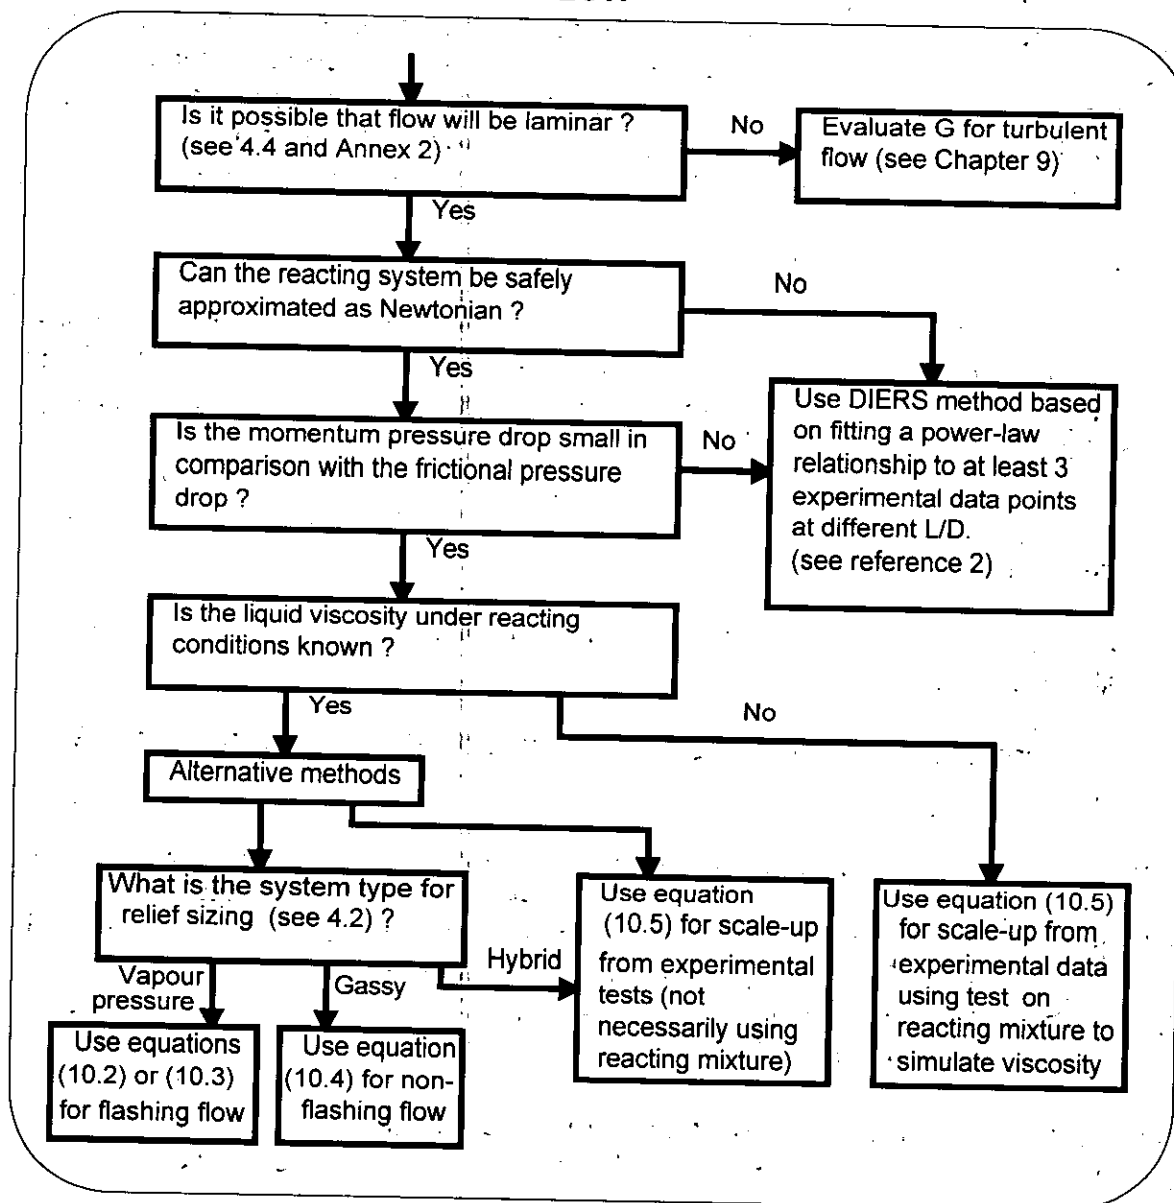 Is it possible that flow will be laminar ?
(see 4.4 and Annex 2)
No
Evaluate G for turbulent
flow (see Chapter 9)
Yes
Can the reacting system be safely
approximated as Newtonian ?
No
Yes
Is the momentum pressure drop small in
comparison with the frictional pressure
drop ?
No
Use DIERS method based
on fitting a power-law
relationship to at least 3
experimental data points
at different L/D.
(see reference 2)
Yes
Is the liquid viscosity under reacting
conditions known ?
Yes
No
Alternative methods
What is the system type for
relief sizing (see 4.2) ?
Hybrid
Use equation
(10.5) for scale-up
from experimental
tests (not
necessarily using
reacting mixture)
Use equation (10.5)
for scale-up from
experimental data
using test on
reacting mixture to
simulate viscosity
Vapour
pressure
Gassy
Use equations
(10.2) or (10.3)
for flashing flow
Use equation
(10.4) for non-
flashing flow